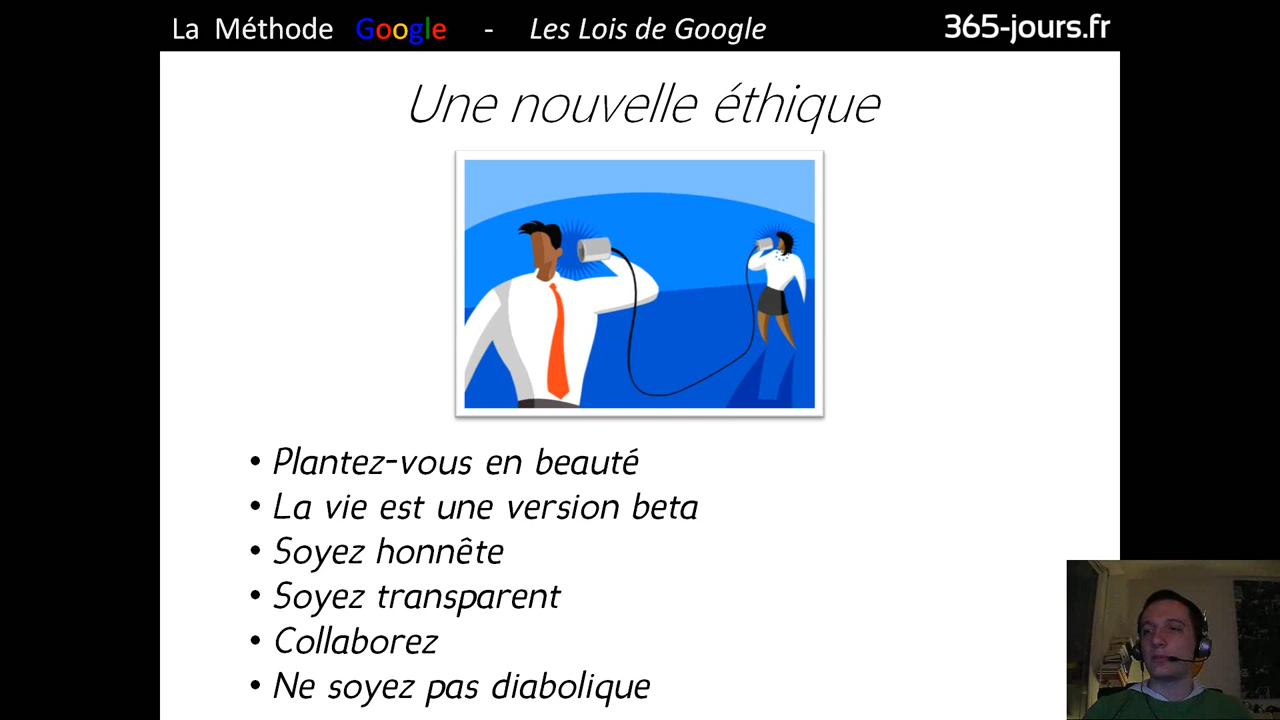 La Méthode Google - Les Lois de Google 365-jours.fr
Une nouvelle éthique
• Plantez-vous en beauté
• La vie est une version beta
• Soyez honnête
• Soyez transparent
• Collaborez
• Ne soyez pas diabolique